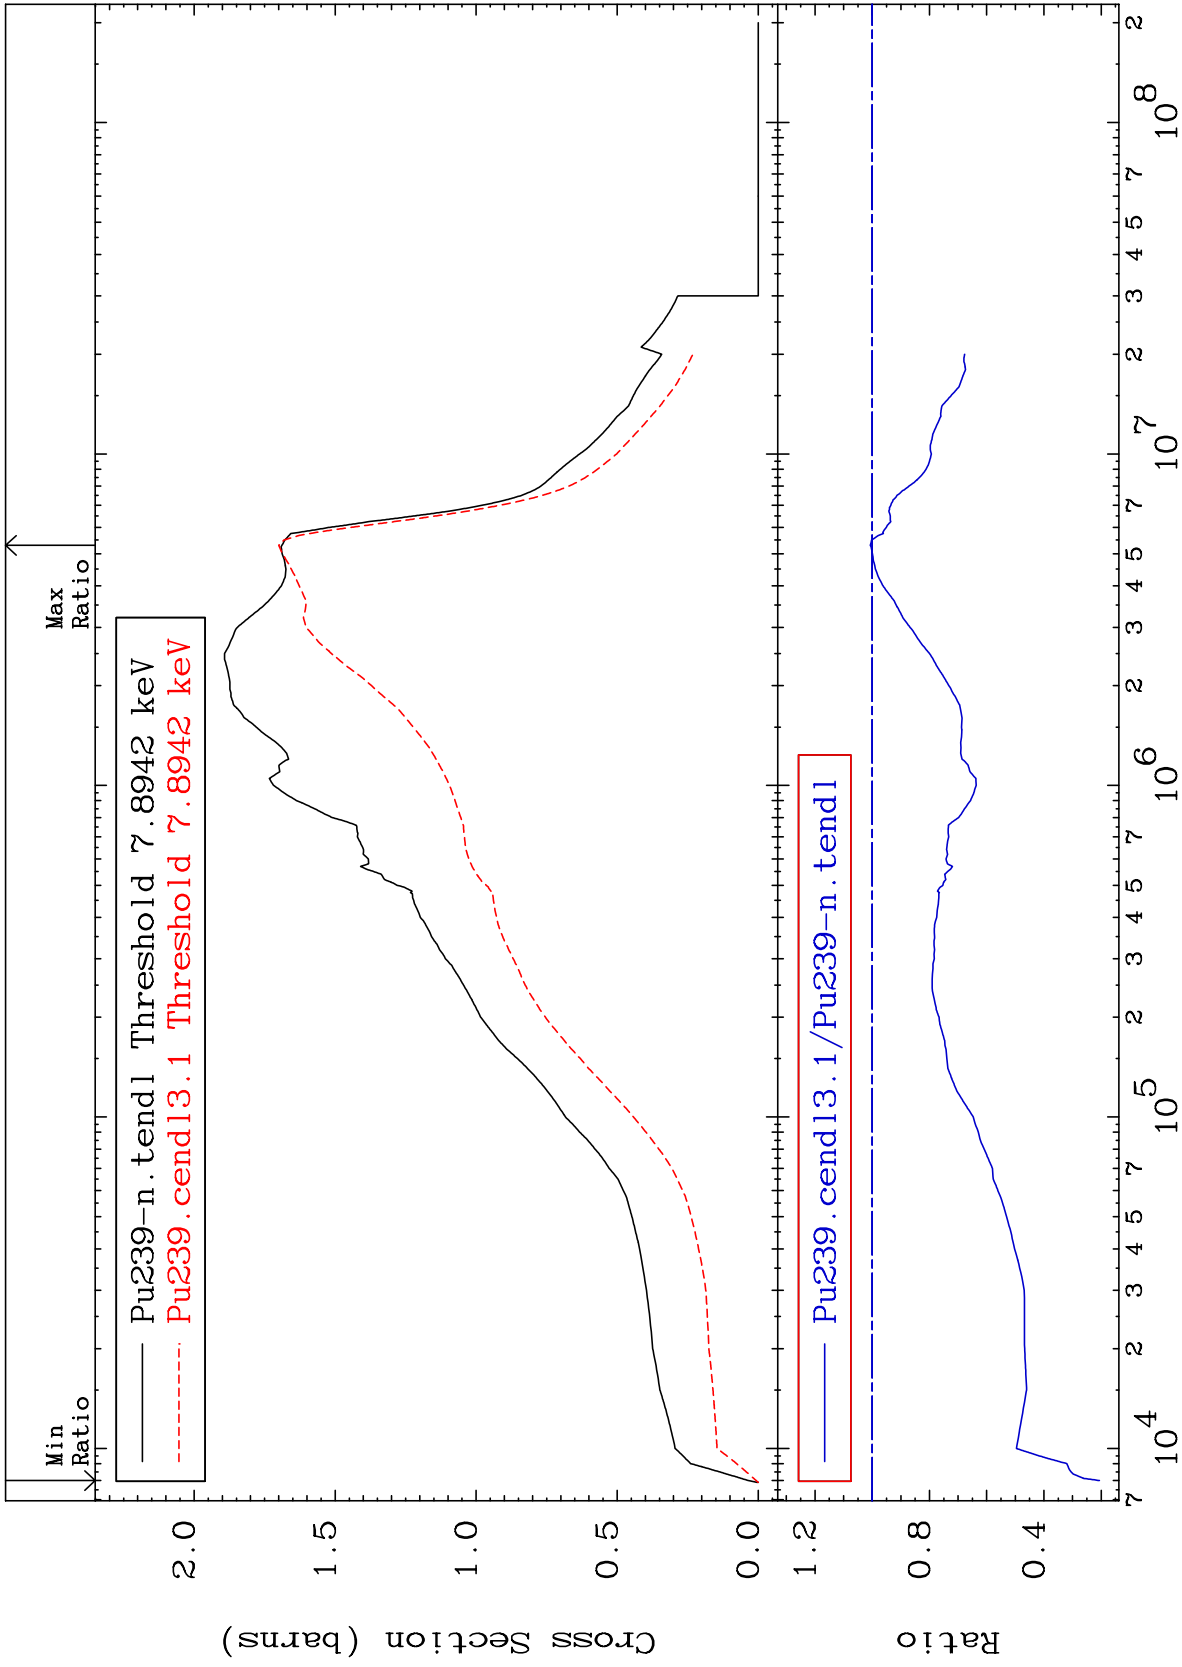 Min
Ratio
Max
Ratio
Pu239-n.tendl Threshold 7.8942 keV
Pu239.cendl3.1 Threshold 7.8942 keV
Cross Section (barns)
2.0
1.5
1.0
0.5
0.0
Pu239.cendl3.1/Pu239-n.tendl
Ratio
1.2
0.8
0.4
7 10^4 2 3 4 5 7 10^5 2 3 4 5 7 10^6 2 3 4 5 7 10^7 2 3 4 5 7 10^8 2